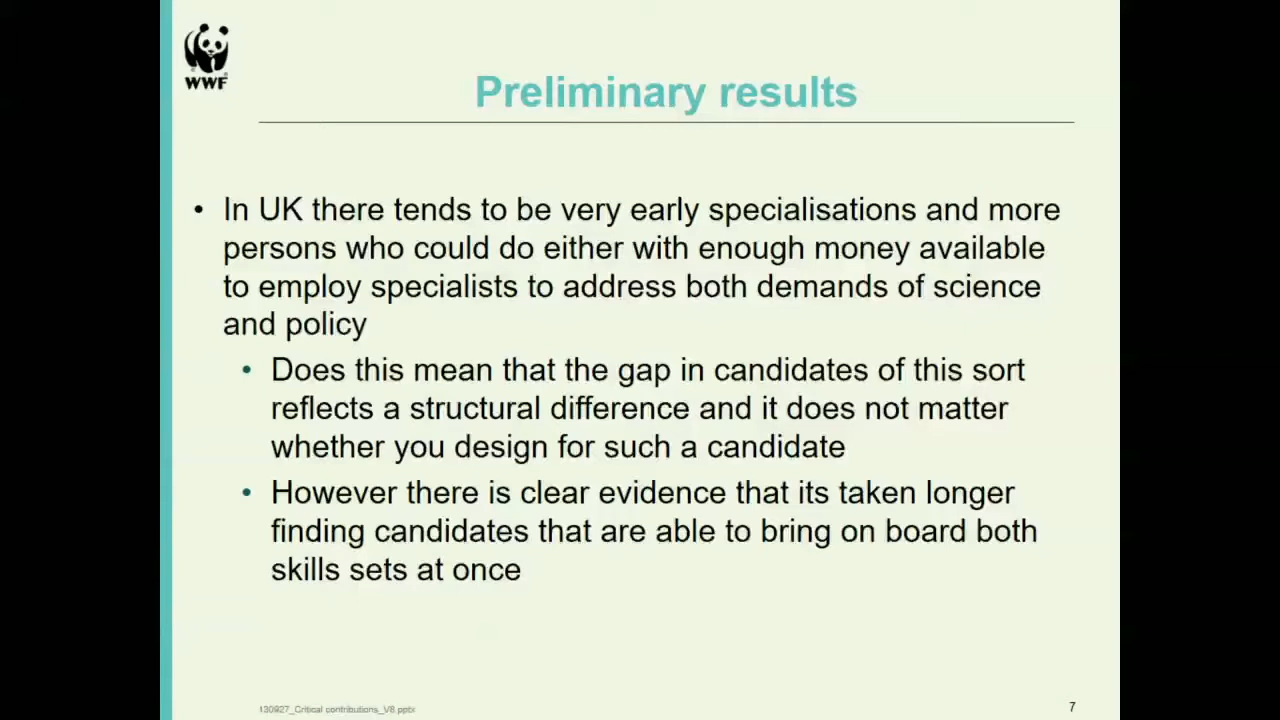 WWF
Preliminary results
• In UK there tends to be very early specialisations and more
persons who could do either with enough money available
to employ specialists to address both demands of science
and policy
• Does this mean that the gap in candidates of this sort
reflects a structural difference and it does not matter
whether you design for such a candidate
• However there is clear evidence that its taken longer
finding candidates that are able to bring on board both
skills sets at once
130927_Critical contributions_V8.pptx
7